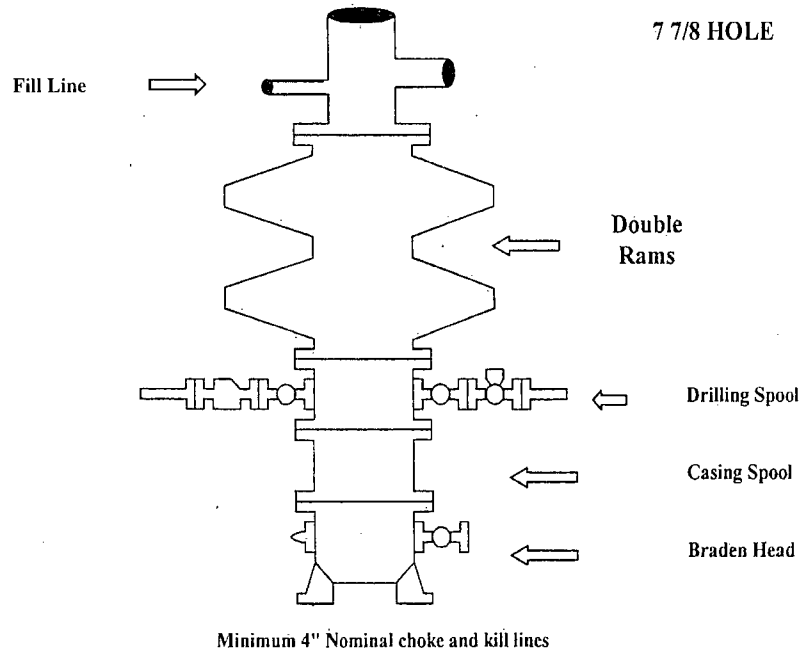 7 7/8 HOLE
Fill Line
Double
Rams
Drilling Spool
Casing Spool
Braden Head
Minimum 4" Nominal choke and kill lines